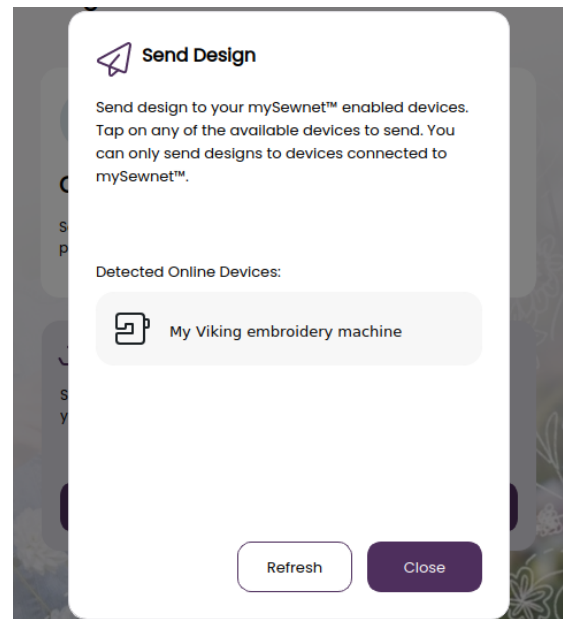 Send Design
Send design to your mySewnet™ enabled devices.
Tap on any of the available devices to send. You
can only send designs to devices connected to
mySewnet™.
Detected Online Devices:
My Viking embroidery machine
Refresh
Close